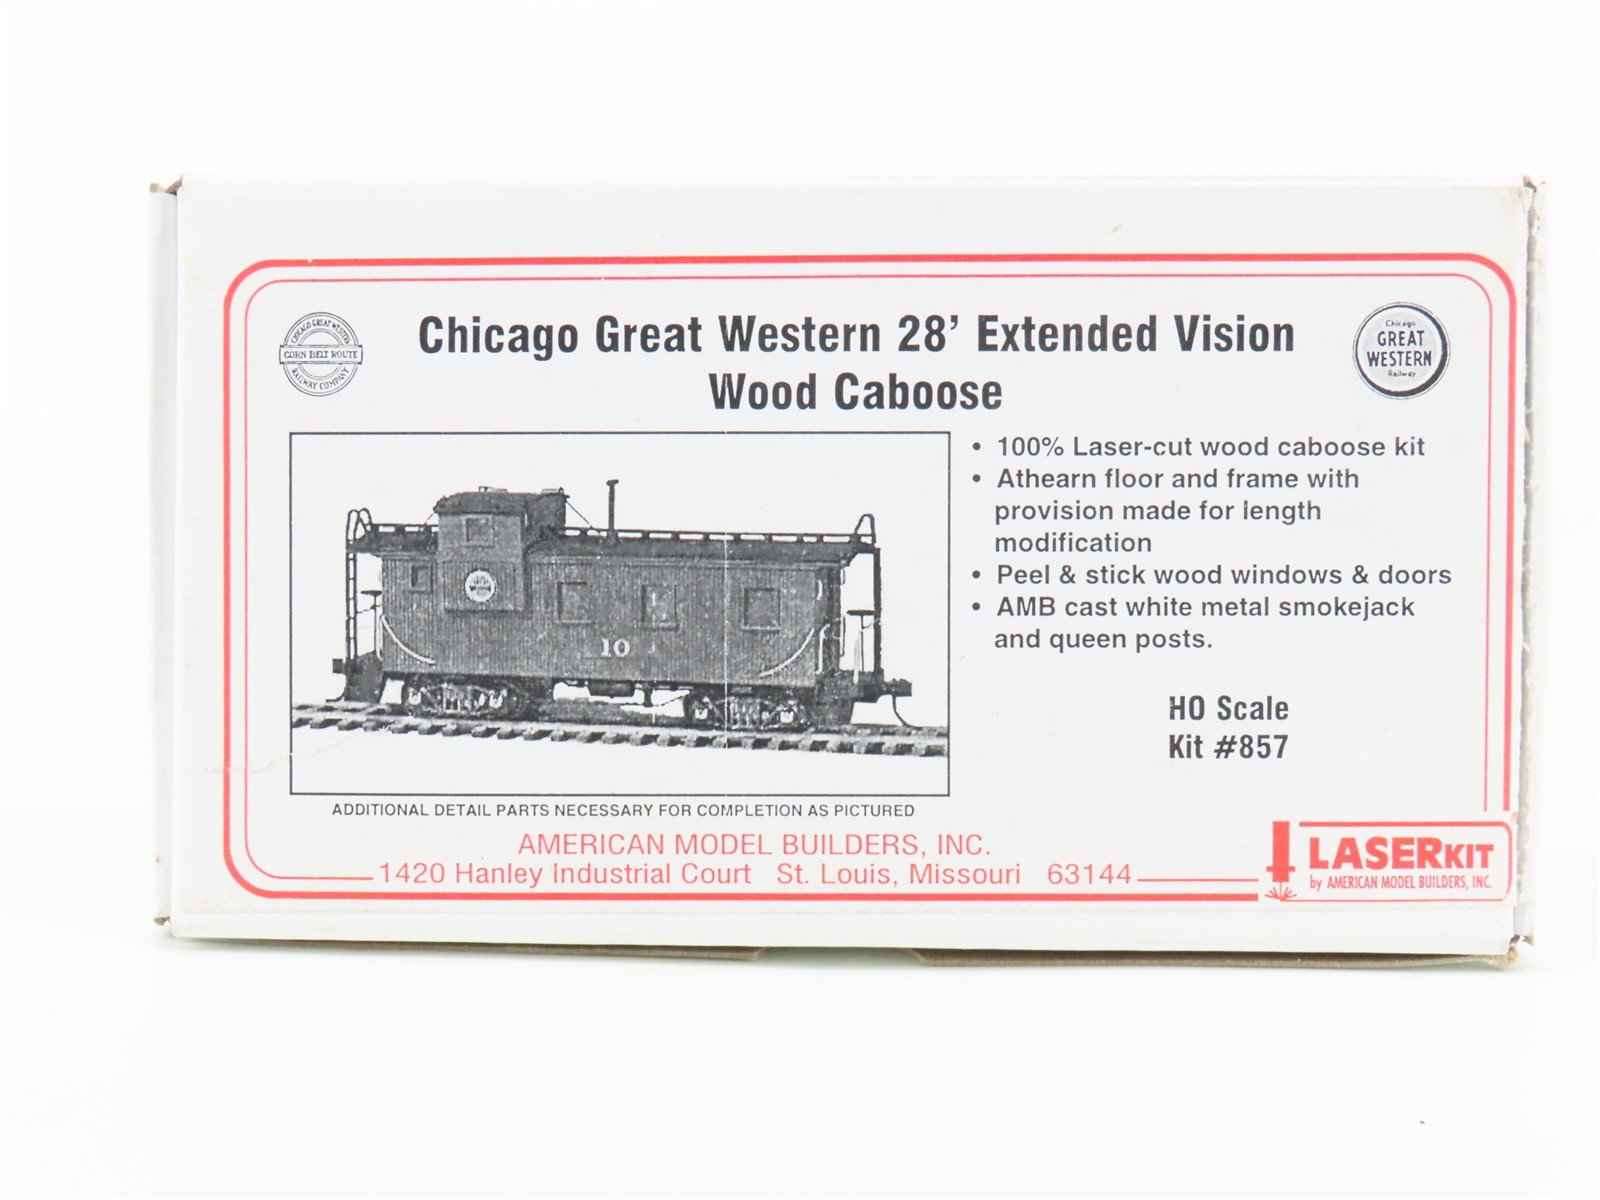 Chicago Great Western 28' Extended Vision
Wood Caboose
CHICAGO GREAT WESTERN
CORN BELT ROUTE
RAILWAY COMPANY
Chicago
GREAT
WESTERN
Railway
10
• 100% Laser-cut wood caboose kit
• Athearn floor and frame with
provision made for length
modification
• Peel & stick wood windows & doors
• AMB cast white metal smokejack
and queen posts.
HO Scale
Kit #857
ADDITIONAL DETAIL PARTS NECESSARY FOR COMPLETION AS PICTURED
AMERICAN MODEL BUILDERS, INC.
1420 Hanley Industrial Court St. Louis, Missouri 63144
LASERKIT
by AMERICAN MODEL BUILDERS, INC.